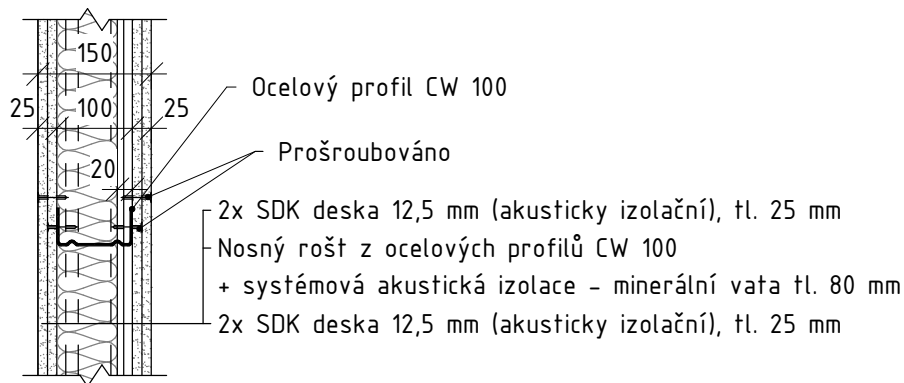 150
25 100 25
20
Ocelový profil CW 100
Prošroubováno
2x SDK deska 12,5 mm (akusticky izolační), tl. 25 mm
Nosný rošt z ocelových profilů CW 100
+ systémová akustická izolace – minerální vata tl. 80 mm
2x SDK deska 12,5 mm (akusticky izolační), tl. 25 mm